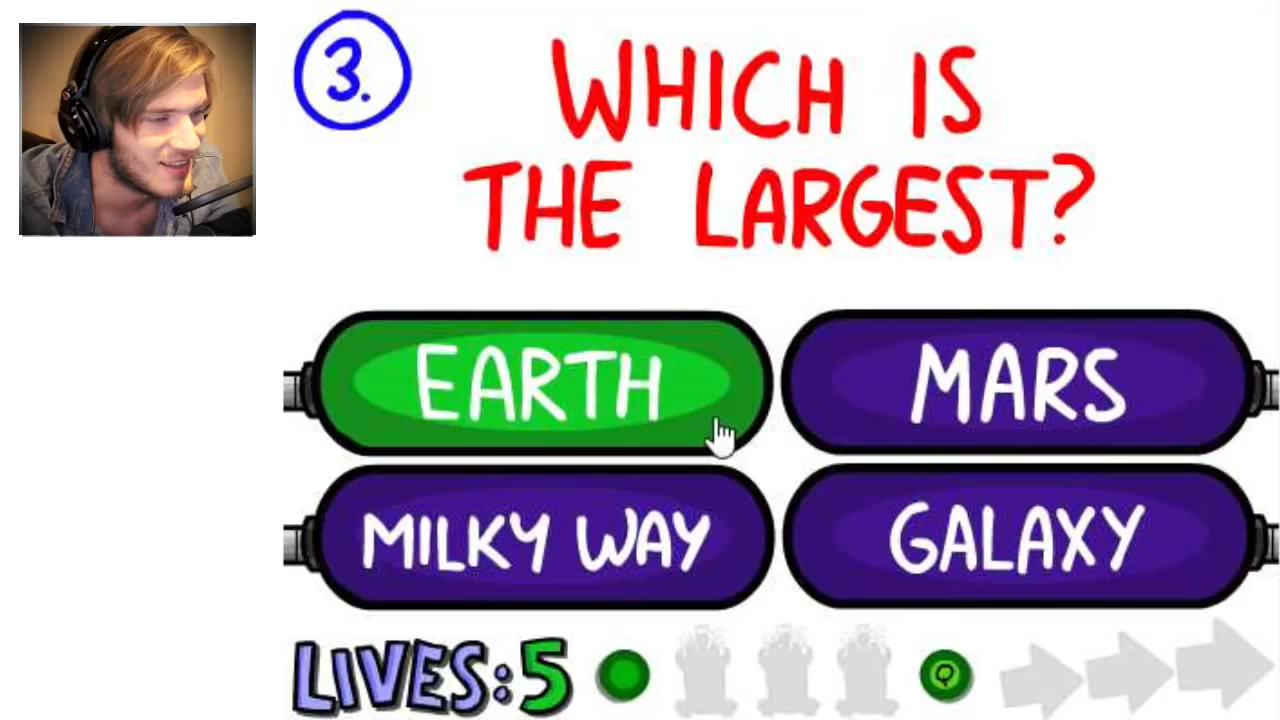 3.
WHICH IS
THE LARGEST?
EARTH
MARS
MILKY WAY
GALAXY
LIVES:5
Q